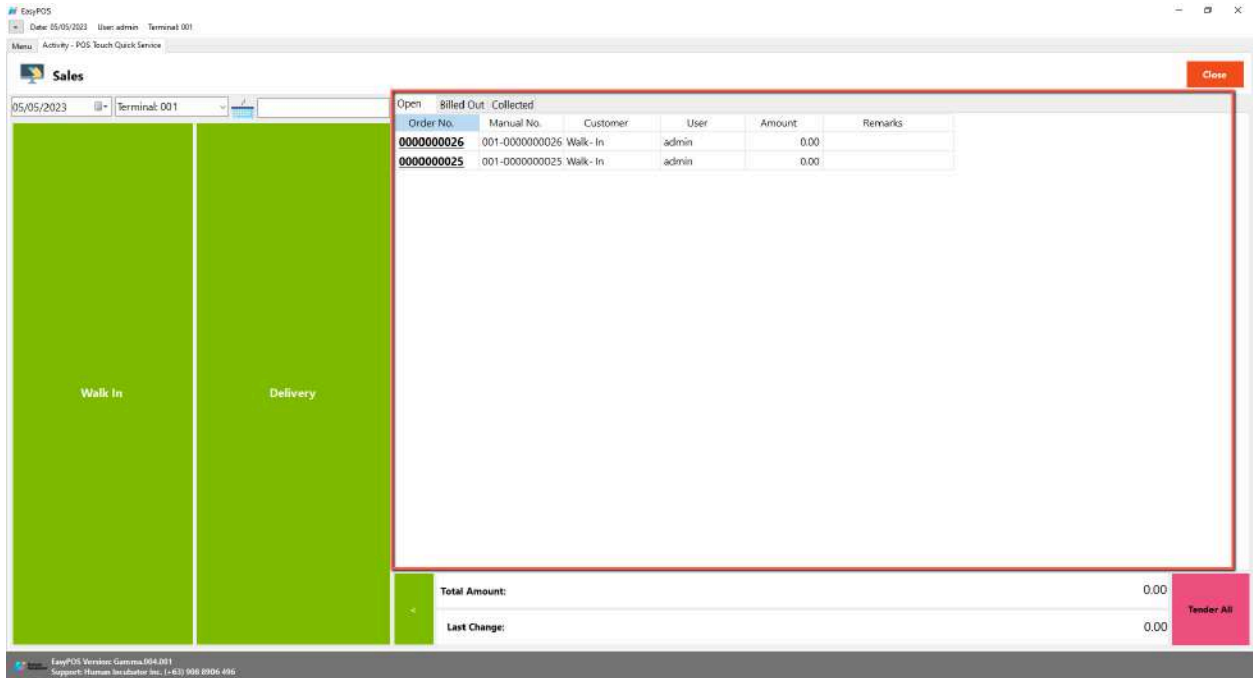 EasyPOS
Date: 05/05/2023 User: admin Terminal: 001
Menu Activity - POS Touch Quick Service
Sales
Close
05/05/2023 Terminal: 001
Open Billed Out Collected
Order No. Manual No. Customer User Amount Remarks
0000000026 001-0000000026 Walk- In admin 0.00
0000000025 001-0000000025 Walk- In admin 0.00
Walk In
Delivery
<
Total Amount: 0.00
Last Change: 0.00
Tender All
EasyPOS Version: Gamma.004.001
Support: Human Incubator Inc. (+63) 906 8906 496